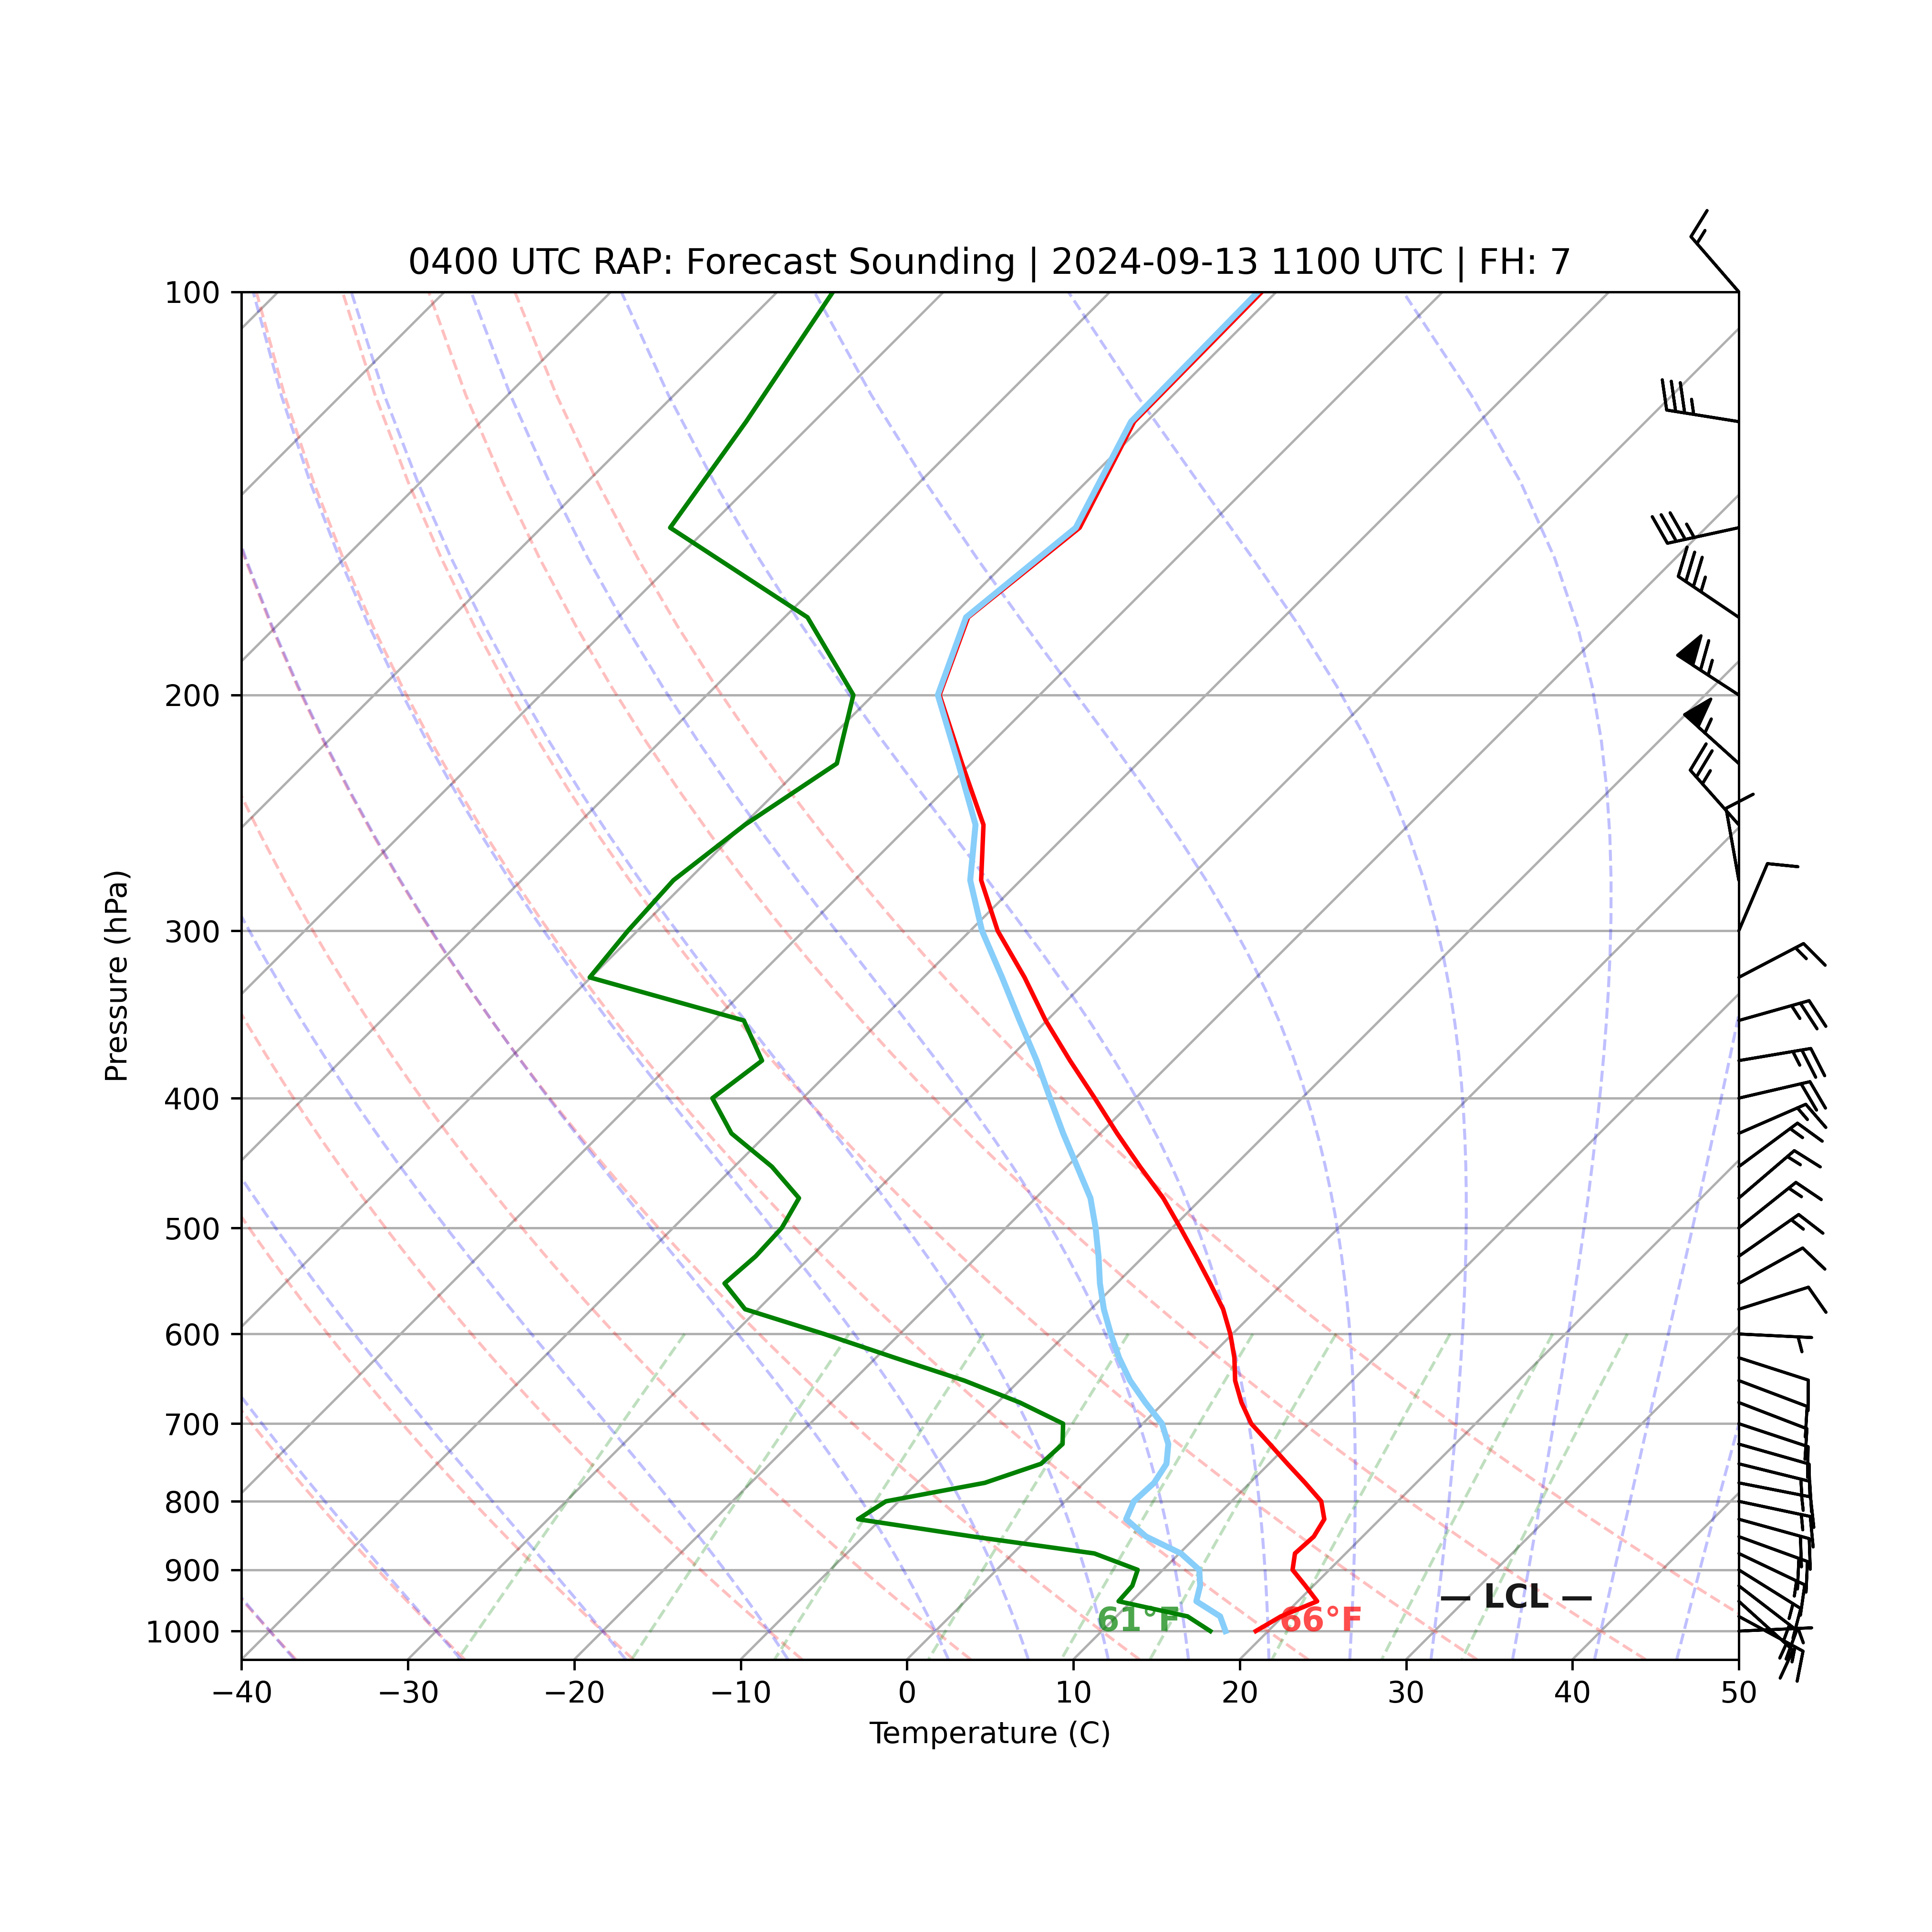 0400 UTC RAP: Forecast Sounding | 2024-09-13 1100 UTC | FH: 7
100
200
300
400
500
600
700
800
900
1000
Pressure (hPa)
— LCL —
61°F
66°F
−40 −30 −20 −10 0 10 20 30 40 50
Temperature (C)